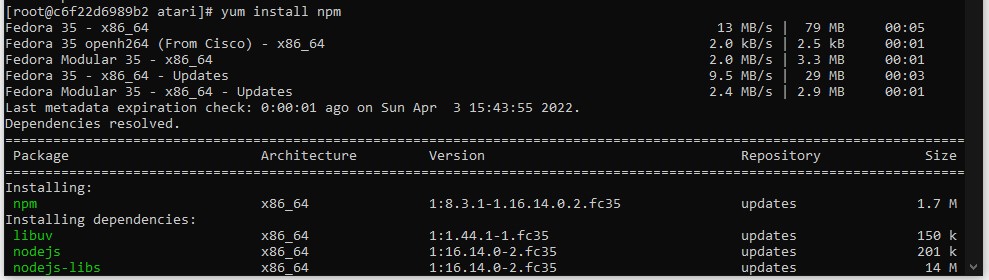 [root@c6f22d6989b2 atari]# yum install npm
Fedora 35 - x86_64 13 MB/s | 79 MB 00:05
Fedora 35 openh264 (From Cisco) - x86_64 2.0 kB/s | 2.5 kB 00:01
Fedora Modular 35 - x86_64 2.0 MB/s | 3.3 MB 00:01
Fedora 35 - x86_64 - Updates 9.5 MB/s | 29 MB 00:03
Fedora Modular 35 - x86_64 - Updates 2.4 MB/s | 2.9 MB 00:01
Last metadata expiration check: 0:00:01 ago on Sun Apr  3 15:43:55 2022.
Dependencies resolved.
Package Architecture Version Repository Size
Installing:
npm x86_64 1:8.3.1-1.16.14.0.2.fc35 updates 1.7 M
Installing dependencies:
libuv x86_64 1:1.44.1-1.fc35 updates 150 k
nodejs x86_64 1:16.14.0-2.fc35 updates 201 k
nodejs-libs x86_64 1:16.14.0-2.fc35 updates 14 M